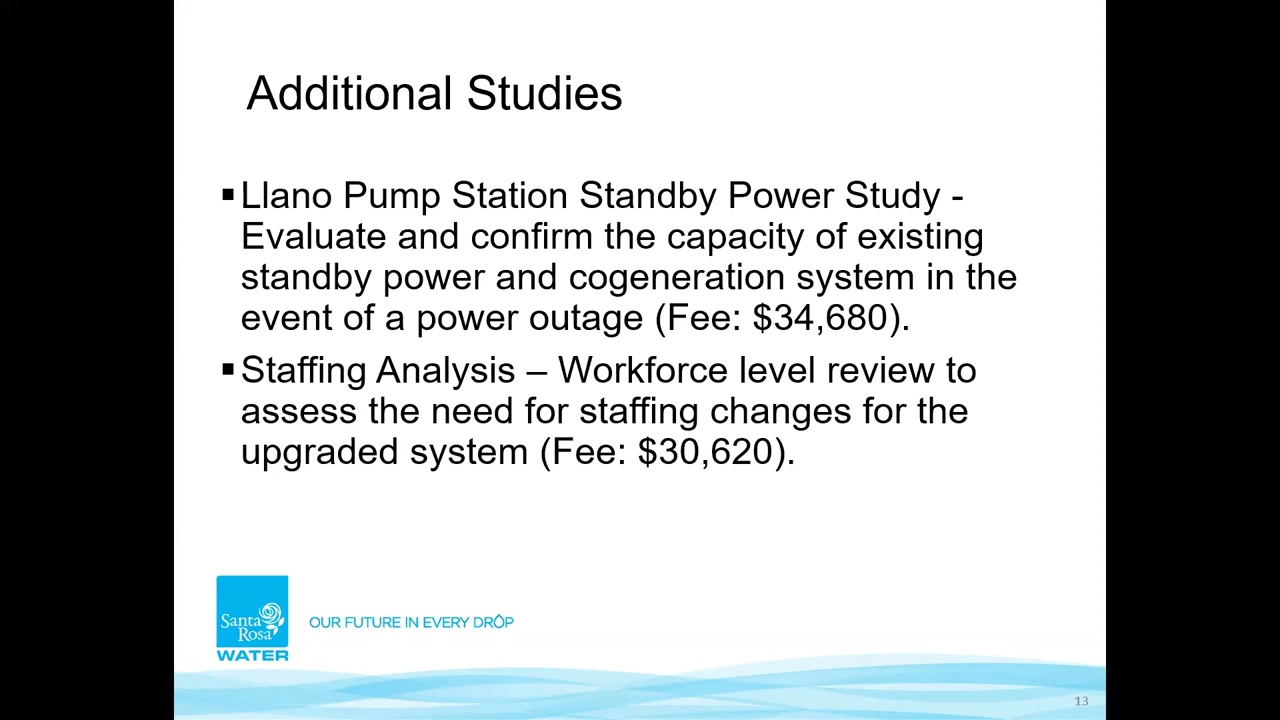 Additional Studies
▪Llano Pump Station Standby Power Study -
Evaluate and confirm the capacity of existing
standby power and cogeneration system in the
event of a power outage (Fee: $34,680).
▪Staffing Analysis – Workforce level review to
assess the need for staffing changes for the
upgraded system (Fee: $30,620).
Santa
Rosa
WATER
OUR FUTURE IN EVERY DROP
13